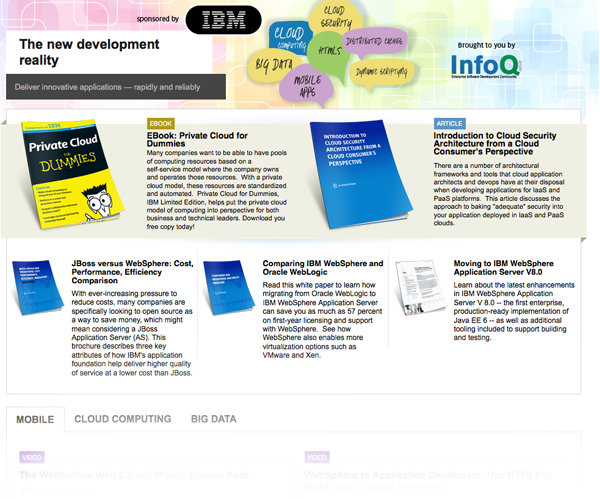 sponsored by IBM
The new development
reality
Deliver innovative applications — rapidly and reliably
CLOUD
SECURITY
CLOUD
COMPUTING
DISTRIBUTED CACHES
HTML5
BIG DATA
DYNAMIC SCRIPTING
MOBILE
APPS
Brought to you by
InfoQ
Enterprise Software Development Community
Private Cloud
FOR
DUMMIES
EBOOK
EBook: Private Cloud for
Dummies
Many companies want to be able to have pools
of computing resources based on a
self-service model where the company owns
and operates those resources. With a private
cloud model, these resources are standardized
and automated. Private Cloud for Dummies,
IBM Limited Edition, helps put the private
cloud model of computing into perspective for both
business and technical leaders. Download you
free copy today!
INTRODUCTION TO
CLOUD SECURITY
ARCHITECTURE FROM A
CLOUD CONSUMER'S
PERSPECTIVE
ARTICLE
Introduction to Cloud Security
Architecture from a Cloud
Consumer's Perspective
There are a number of architectural
frameworks and tools that cloud application
architects and devops have at their disposal
when developing applications for IaaS and
PaaS platforms. This article discusses the
approach to baking "adequate" security into
your application deployed in IaaS and PaaS
clouds.
JBoss versus WebSphere: Cost,
Performance, Efficiency
Comparison
With ever-increasing pressure to
reduce costs, many companies are
specifically looking to open source as
a way to save money, which might
mean considering a JBoss
Application Server (AS). This
brochure describes three key
attributes of how IBM's application
foundation help deliver higher quality
of service at a lower cost than JBoss.
Comparing IBM WebSphere and
Oracle WebLogic
Read this white paper to learn how
migrating from Oracle WebLogic to
IBM WebSphere Application Server
can save you as much as 57 percent
on first-year licensing and support
with WebSphere. See how
WebSphere also enables more
virtualization options such as
VMware and Xen.
Moving to IBM WebSphere
Application Server V8.0
Learn about the latest enhancements
in IBM WebSphere Application
Server V 8.0 -- the first enterprise,
production-ready implementation of
Java EE 6 -- as well as additional
tooling included to support building
and testing.
MOBILE
CLOUD COMPUTING
BIG DATA
VIDEO
The WebSphere Web 2.0 and Mobile Feature Pack
VIDEO
WebSphere to Application Developers: Use HTML5 to